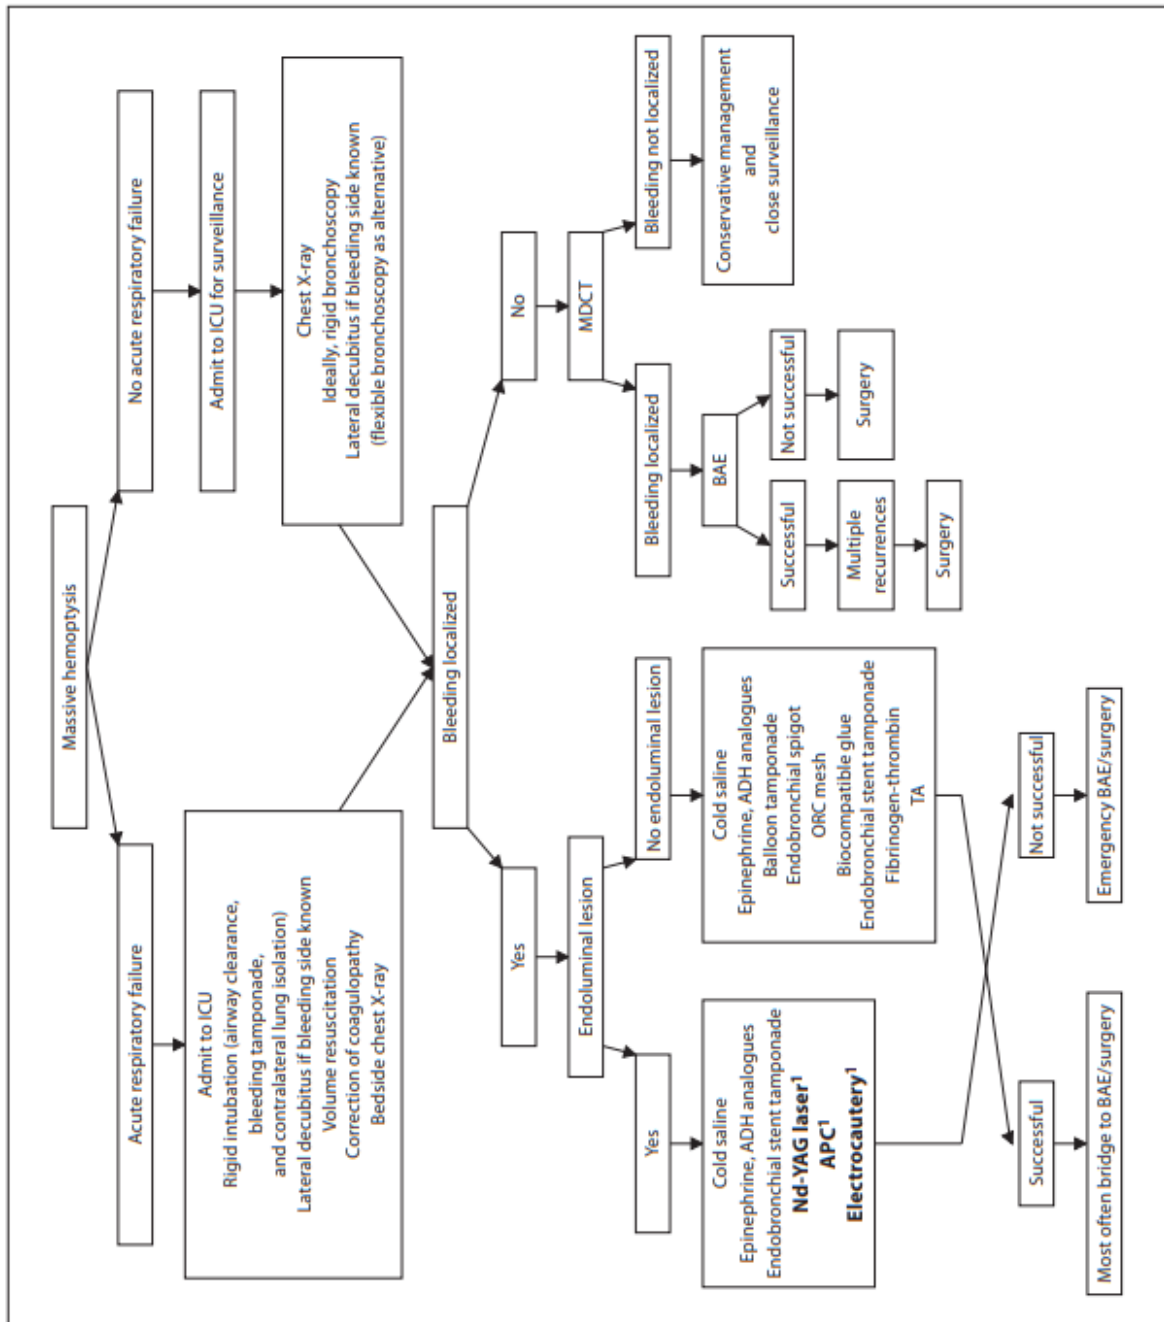 Massive hemoptysis
Acute respiratory failure
No acute respiratory failure
Admit to ICU
Rigid intubation (airway clearance,
bleeding tamponade,
and contralateral lung isolation)
Lateral decubitus if bleeding side known
Volume resuscitation
Correction of coagulopathy
Bedside chest X-ray
Admit to ICU for surveillance
Chest X-ray
Ideally, rigid bronchoscopy
Lateral decubitus if bleeding side known
(flexible bronchoscopy as alternative)
Bleeding localized
Yes
No
Endoluminal lesion
MDCT
Yes
No endoluminal lesion
Bleeding localized
Bleeding not localized
Cold saline
Epinephrine, ADH analogues
Endobronchial stent tamponade
Nd-YAG laser¹
APC¹
Electrocautery¹
Cold saline
Epinephrine, ADH analogues
Balloon tamponade
Endobronchial spigot
ORC mesh
Biocompatible glue
Endobronchial stent tamponade
Fibrinogen-thrombin
TA
BAE
Conservative management
and
close surveillance
Successful
Not successful
Multiple
recurrences
Surgery
Surgery
Successful
Not successful
Most often bridge to BAE/surgery
Emergency BAE/surgery